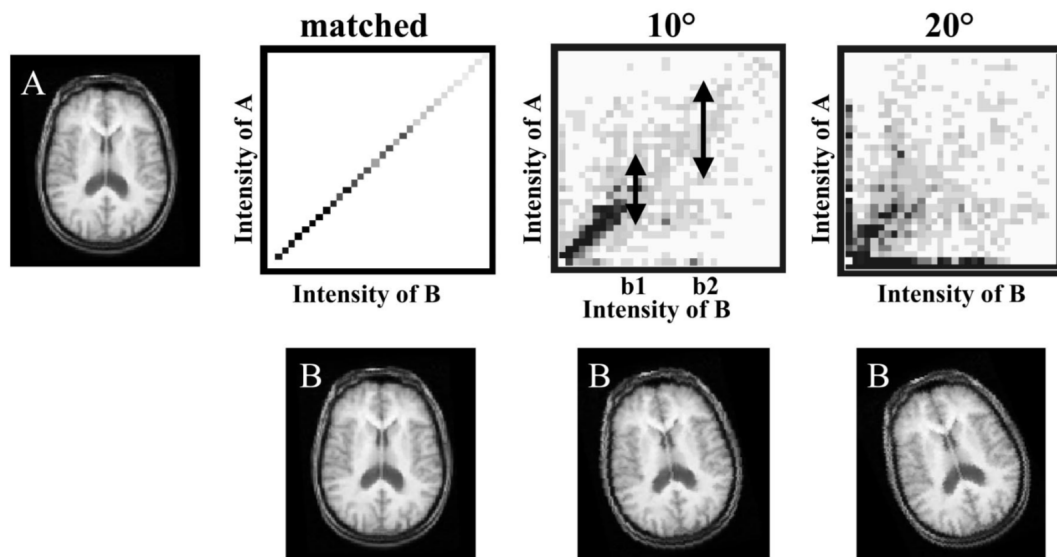 matched
10°
20°
A
Intensity of A
Intensity of A
Intensity of A
b1
b2
Intensity of B
Intensity of B
Intensity of B
B
B
B